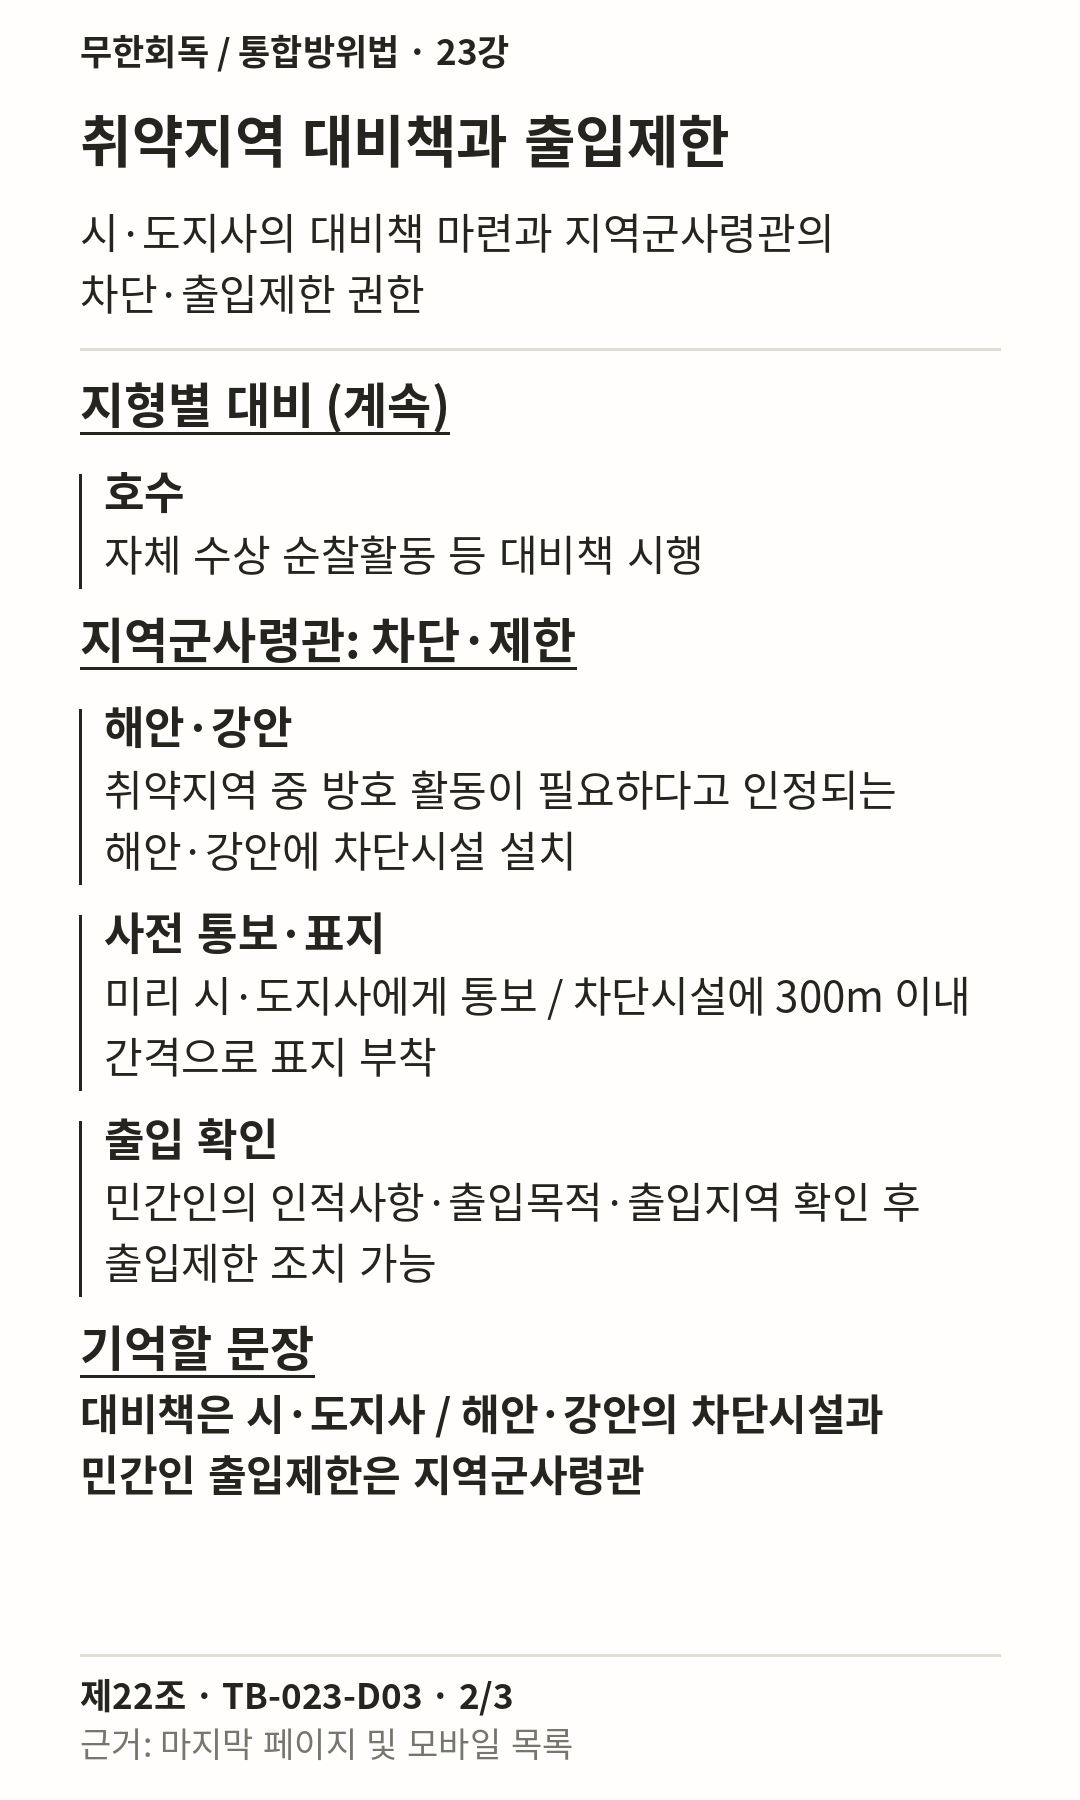 무한회독 / 통합방위법 · 23강
취약지역 대비책과 출입제한
시·도지사의 대비책 마련과 지역군사령관의
차단·출입제한 권한
지형별 대비 (계속)
호수
자체 수상 순찰활동 등 대비책 시행
지역군사령관: 차단·제한
해안·강안
취약지역 중 방호 활동이 필요하다고 인정되는
해안·강안에 차단시설 설치
사전 통보·표지
미리 시·도지사에게 통보 / 차단시설에 300m 이내
간격으로 표지 부착
출입 확인
민간인의 인적사항·출입목적·출입지역 확인 후
출입제한 조치 가능
기억할 문장
대비책은 시·도지사 / 해안·강안의 차단시설과
민간인 출입제한은 지역군사령관
제22조 · TB-023-D03 · 2/3
근거: 마지막 페이지 및 모바일 목록